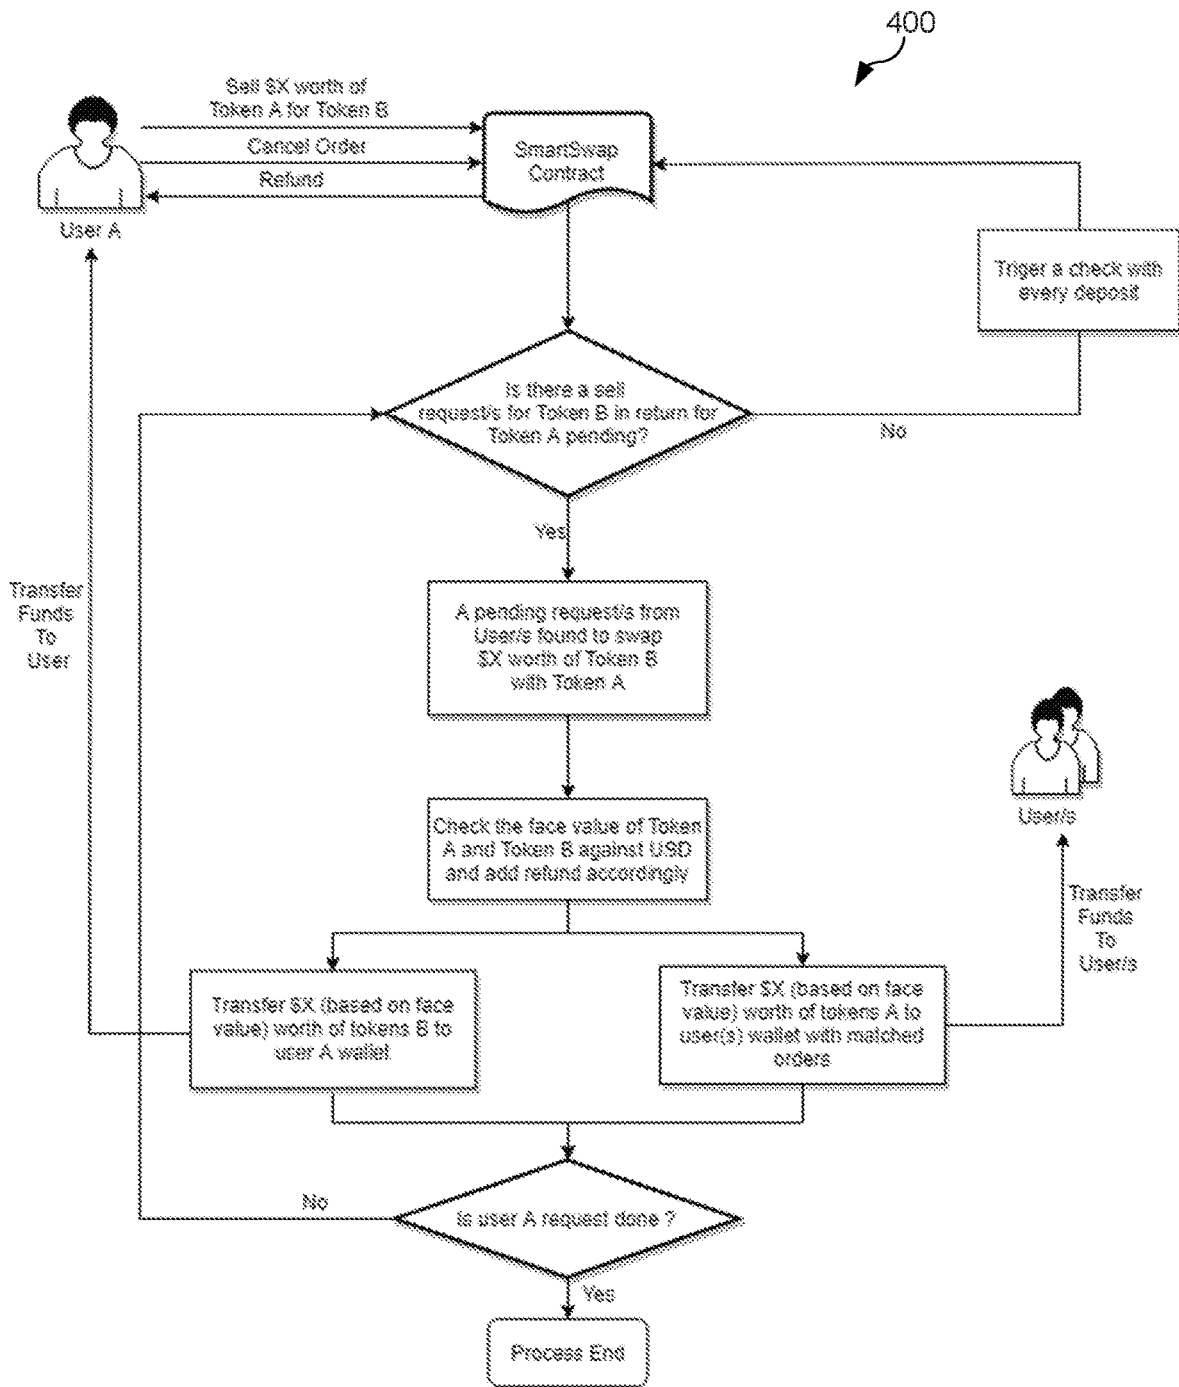 400
Sell $X worth of
Token A for Token B
Cancel Order
Refund
User A
SmartSwap
Contract
Triger a check with
every deposit
Is there a sell
request/s for Token B in return for
Token A pending?
No
Yes
A pending request/s from
User/s found to swap
$X worth of Token B
with Token A
Transfer
Funds
To
User
User/s
Check the face value of Token
A and Token B against USD
and add refund accordingly
Transfer
Funds
To
User/s
Transfer $X (based on face
value) worth of tokens B to
user A wallet
Transfer $X (based on face
value) worth of tokens A to
user(s) wallet with matched
orders
No
Is user A request done ?
Yes
Process End